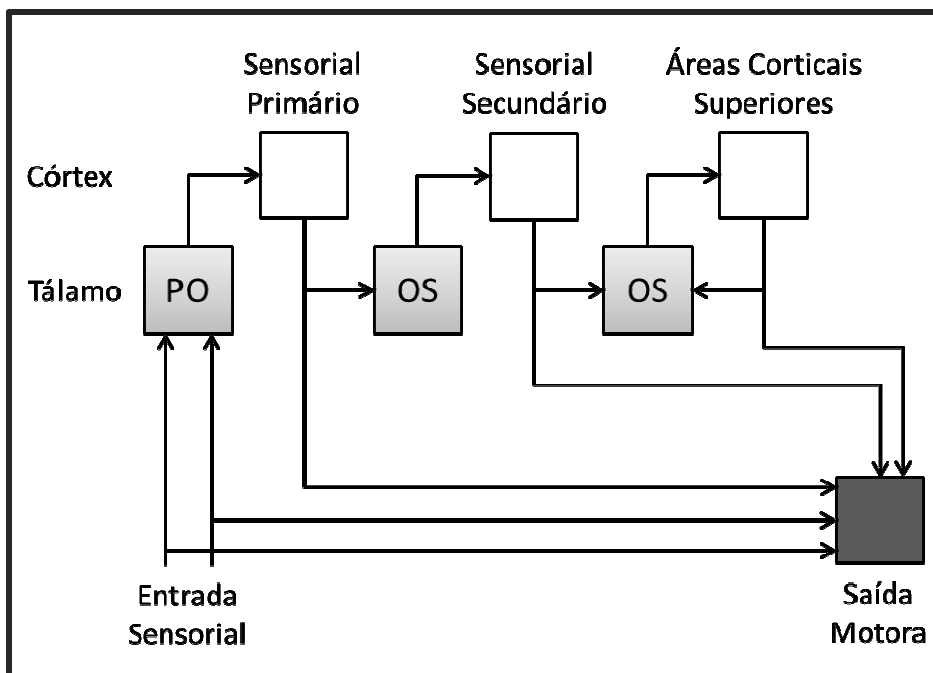 Sensorial
Primário
Sensorial
Secundário
Áreas Corticais
Superiores
Córtex
Tálamo
PO
OS
OS
Entrada
Sensorial
Saída
Motora